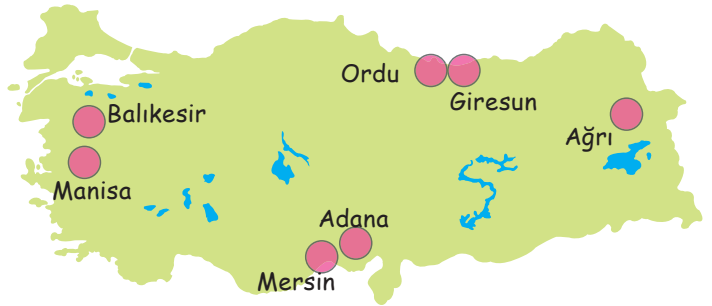 Ordu
Giresun
Balıkesir
Ağrı
Manisa
Adana
Mersin